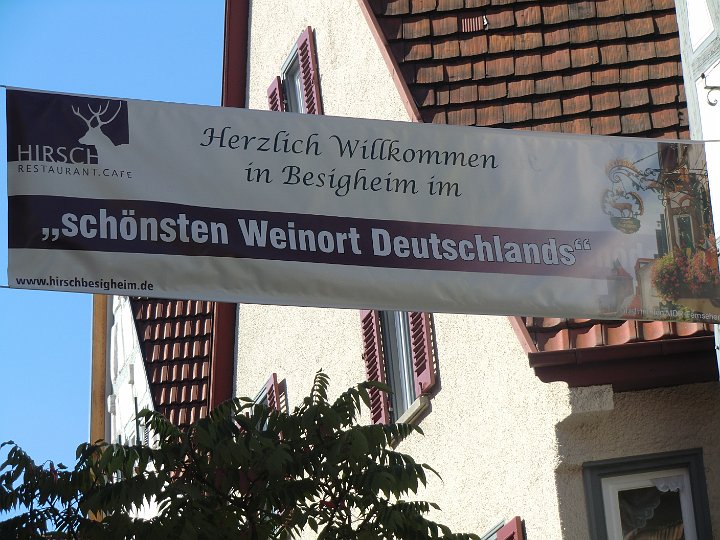 HIRSCH
RESTAURANT.CAFE
Herzlich Willkommen
in Besigheim im
„schönsten Weinort Deutschlands“
www.hirschbesigheim.de